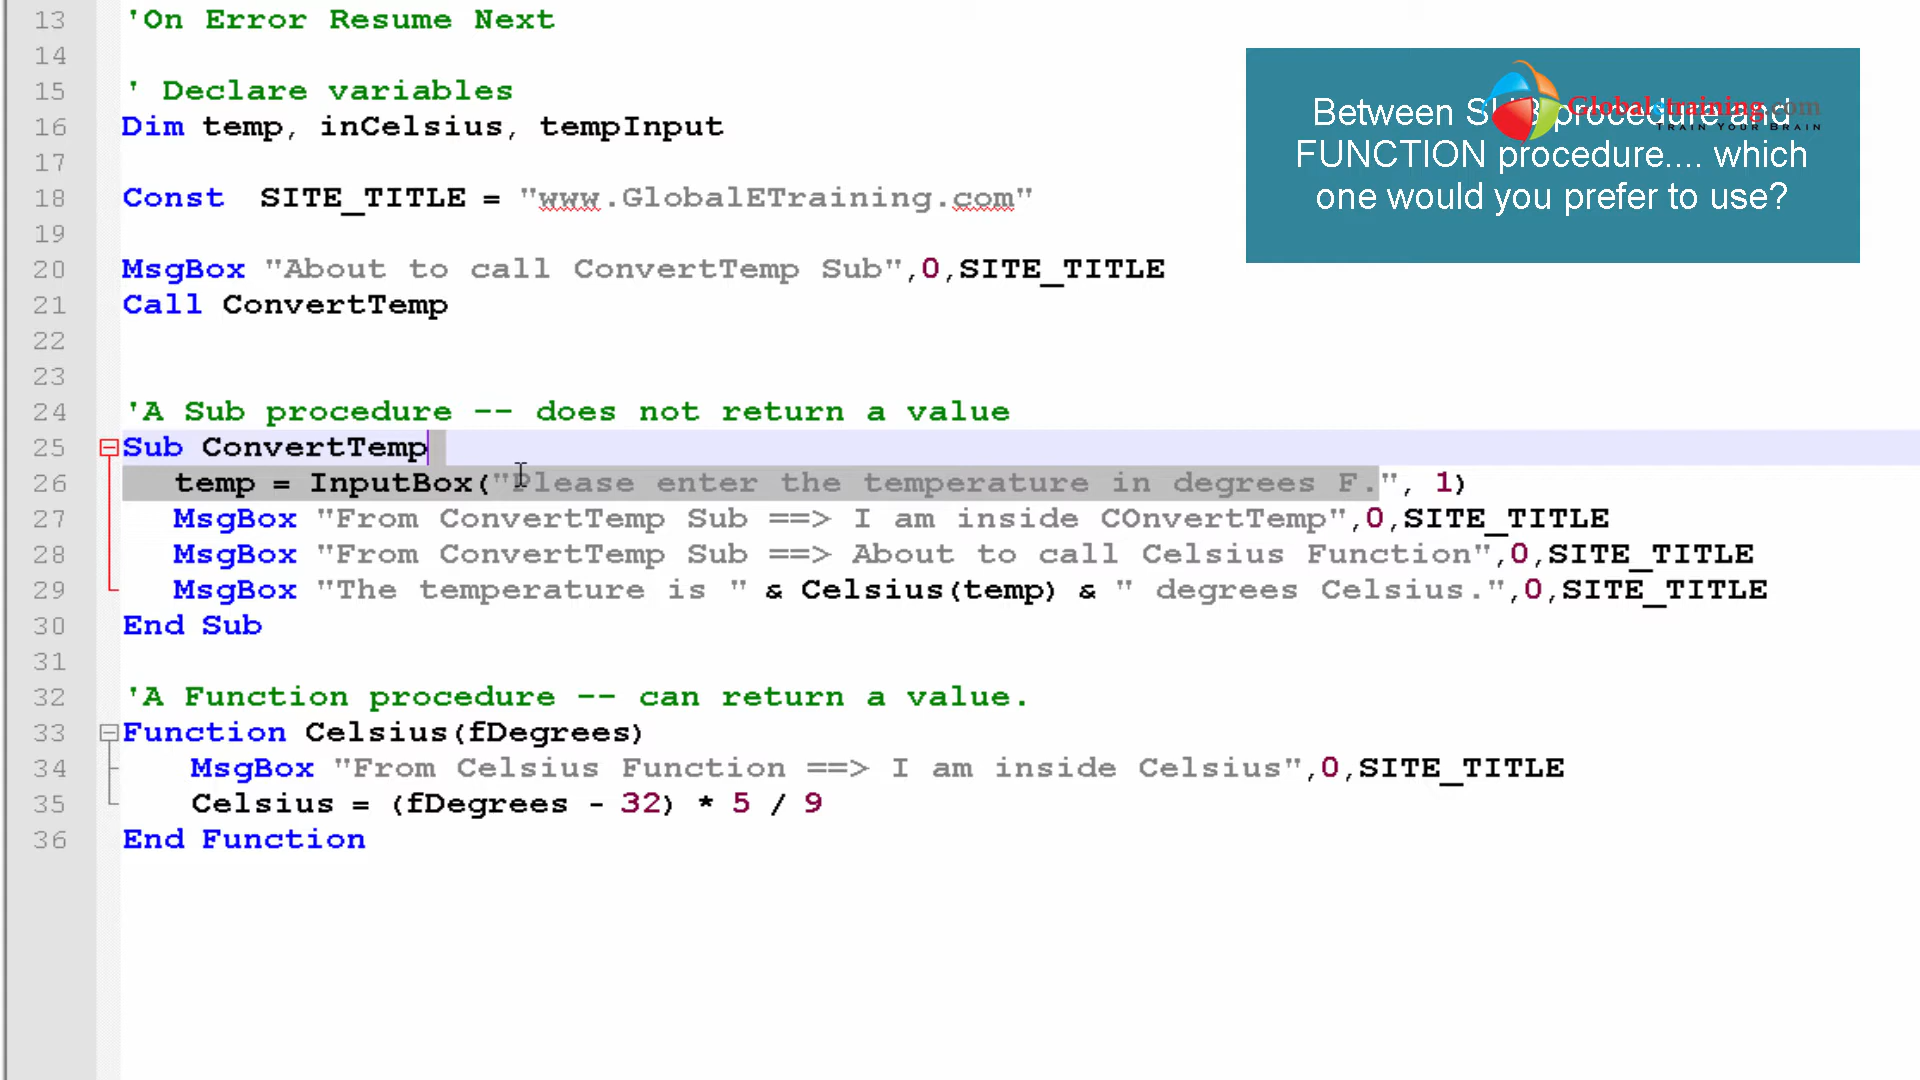 13 'On Error Resume Next
14
15 ' Declare variables
16 Dim temp, inCelsius, tempInput
17
18 Const SITE_TITLE = "www.GlobalETraining.com"
19
20 MsgBox "About to call ConvertTemp Sub",0,SITE_TITLE
21 Call ConvertTemp
22
23
24 'A Sub procedure -- does not return a value
25 Sub ConvertTemp
26 temp = InputBox("Please enter the temperature in degrees F.", 1)
27 MsgBox "From ConvertTemp Sub ==> I am inside COnvertTemp",0,SITE_TITLE
28 MsgBox "From ConvertTemp Sub ==> About to call Celsius Function",0,SITE_TITLE
29 MsgBox "The temperature is " & Celsius(temp) & " degrees Celsius.",0,SITE_TITLE
30 End Sub
31
32 'A Function procedure -- can return a value.
33 Function Celsius(fDegrees)
34 MsgBox "From Celsius Function ==> I am inside Celsius",0,SITE_TITLE
35 Celsius = (fDegrees - 32) * 5 / 9
36 End Function
Between SUB procedure and
FUNCTION procedure.... which
one would you prefer to use?
Globaletraining.com
TRAIN YOUR BRAIN